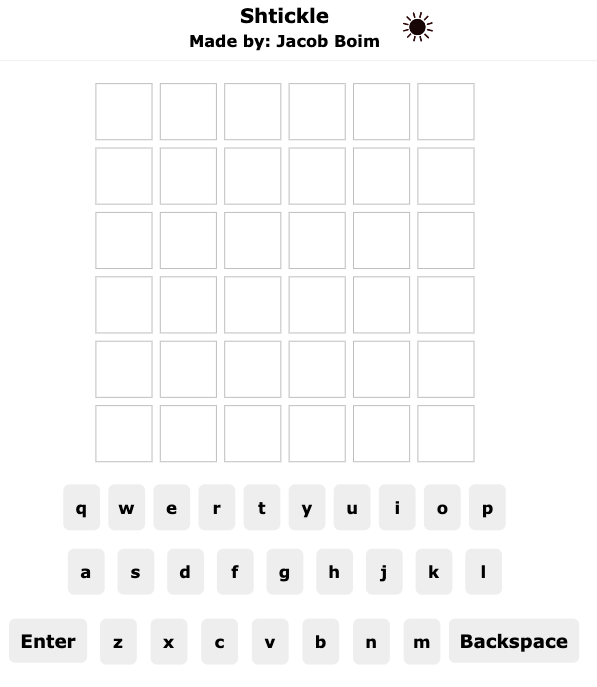 Shtickle
Made by: Jacob Boim
q w e r t y u i o p
a s d f g h j k l
Enter z x c v b n m Backspace